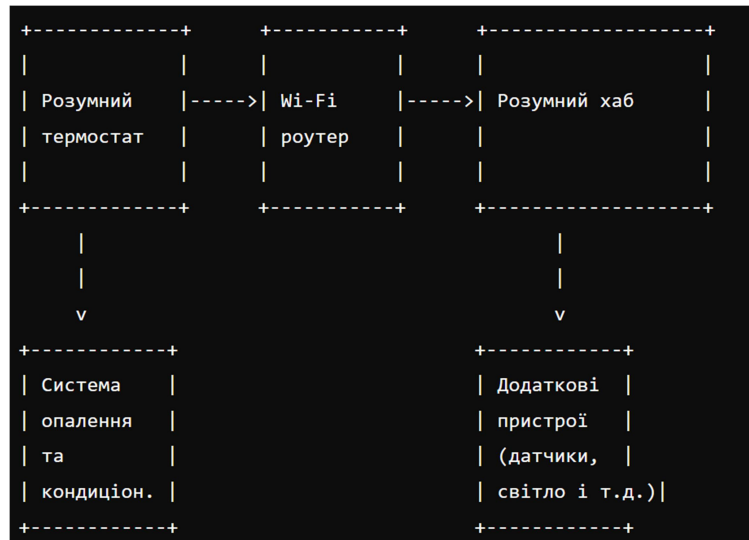 Розумний
термостат
Wi-Fi
роутер
Розумний хаб
Система
опалення
та
кондиціон.
Додаткові
пристрої
(датчики,
світло і т.д.)